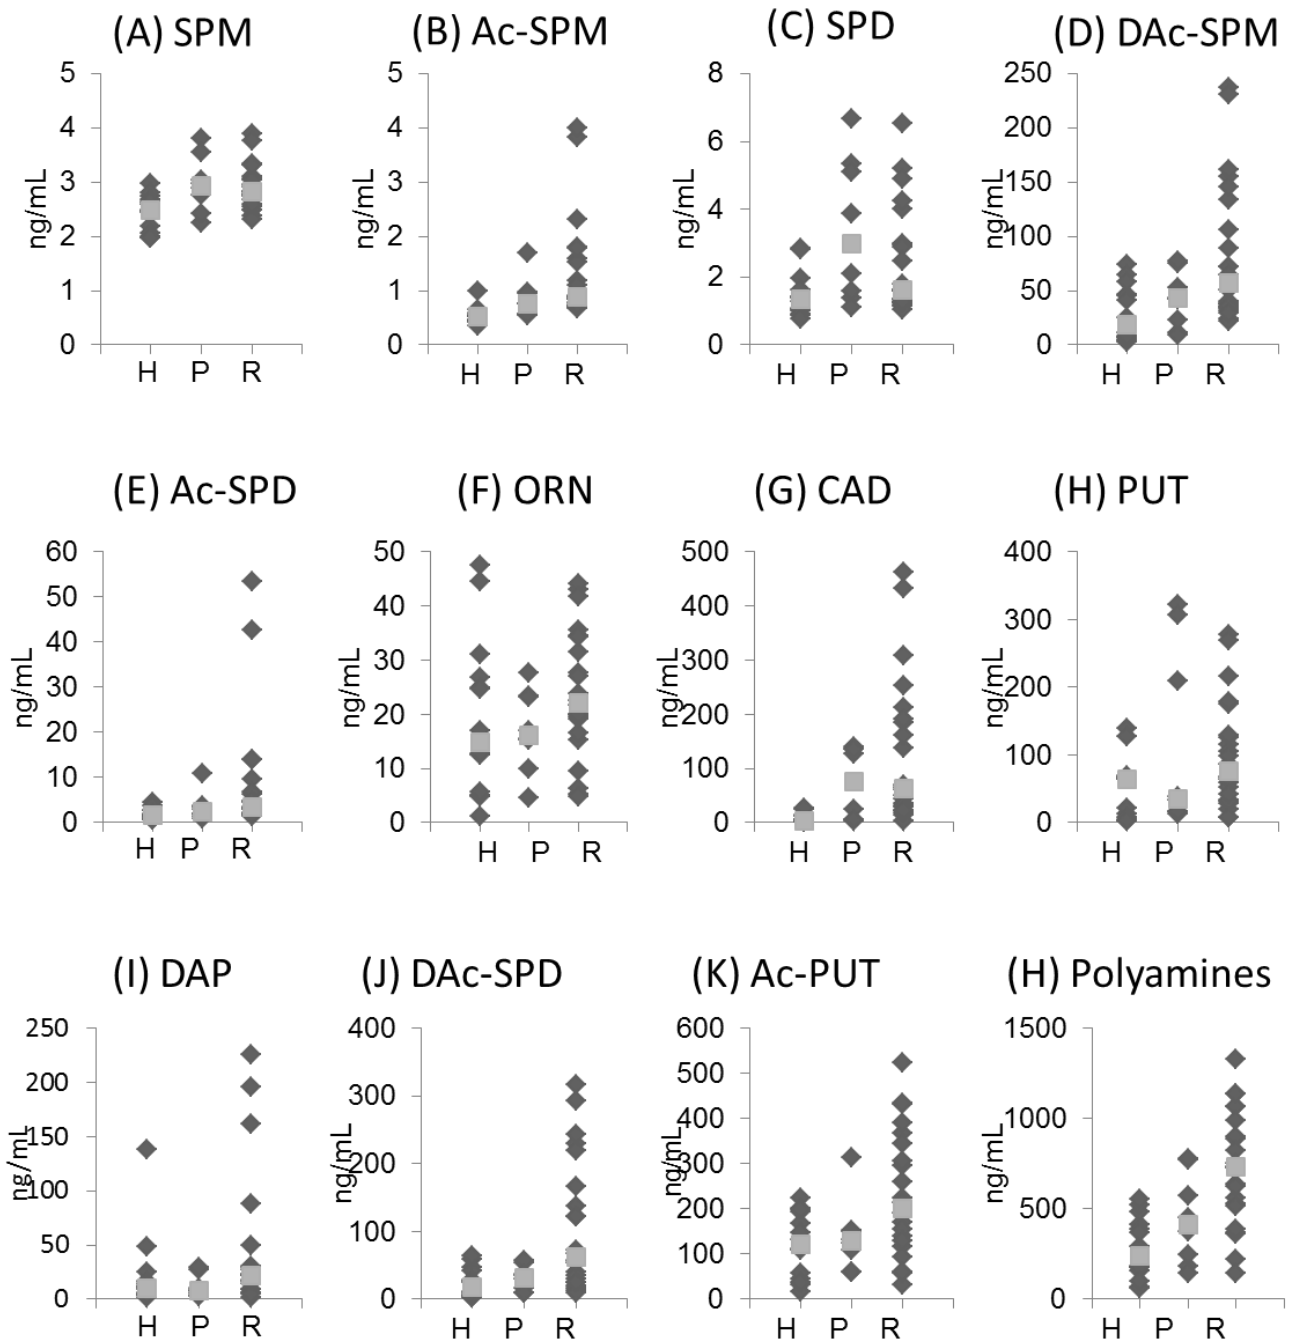 (A) SPM
5
4
3
2
1
0
ng/mL
H P R
(B) Ac-SPM
5
4
3
2
1
0
ng/mL
H P R
(C) SPD
8
6
4
2
0
ng/mL
H P R
(D) DAc-SPM
250
200
150
100
50
0
ng/mL
H P R
(E) Ac-SPD
60
50
40
30
20
10
0
ng/mL
H P R
(F) ORN
50
40
30
20
10
0
ng/mL
H P R
(G) CAD
500
400
300
200
100
0
ng/mL
H P R
(H) PUT
400
300
200
100
0
ng/mL
H P R
(I) DAP
250
200
150
100
50
0
ng/mL
H P R
(J) DAc-SPD
400
300
200
100
0
ng/mL
H P R
(K) Ac-PUT
600
500
400
300
200
100
0
ng/mL
H P R
(H) Polyamines
1500
1000
500
0
ng/mL
H P R